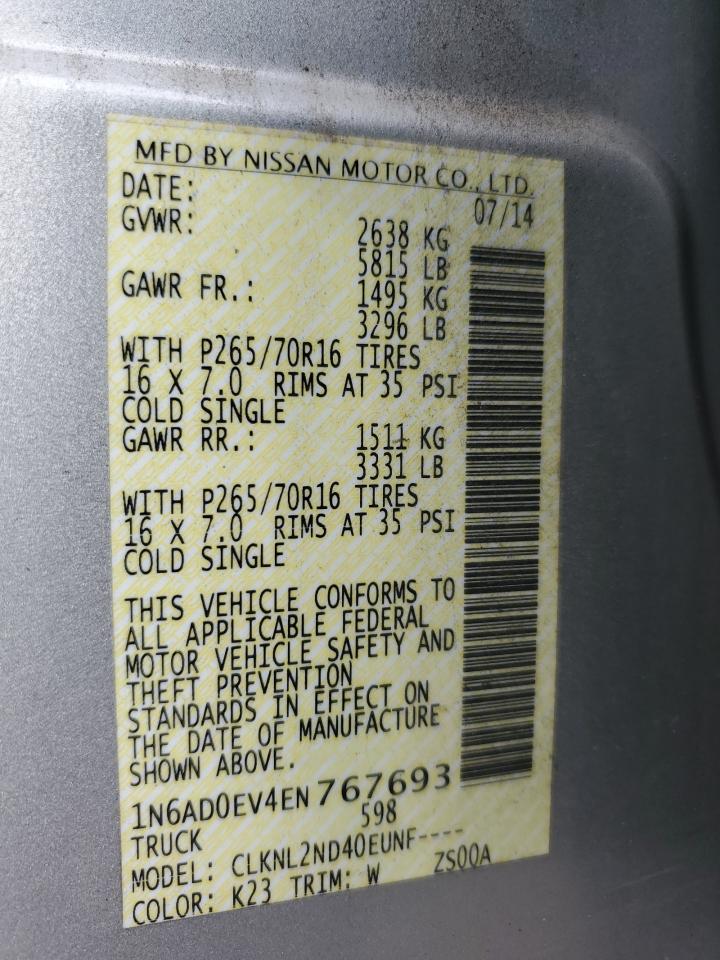 MFD BY NISSAN MOTOR CO., LTD.
DATE: 07/14
GVWR: 2638 KG
5815 LB
GAWR FR.: 1495 KG
3296 LB
WITH P265/70R16 TIRES
16 X 7.0 RIMS AT 35 PSI
COLD SINGLE
GAWR RR.: 1511 KG
3331 LB
WITH P265/70R16 TIRES
16 X 7.0 RIMS AT 35 PSI
COLD SINGLE
THIS VEHICLE CONFORMS TO
ALL APPLICABLE FEDERAL
MOTOR VEHICLE SAFETY AND
THEFT PREVENTION
STANDARDS IN EFFECT ON
THE DATE OF MANUFACTURE
SHOWN ABOVE.
1N6AD0EV4EN767693
TRUCK 598
MODEL: CLKNL2ND40EUNF----
COLOR: K23 TRIM: W ZS00A